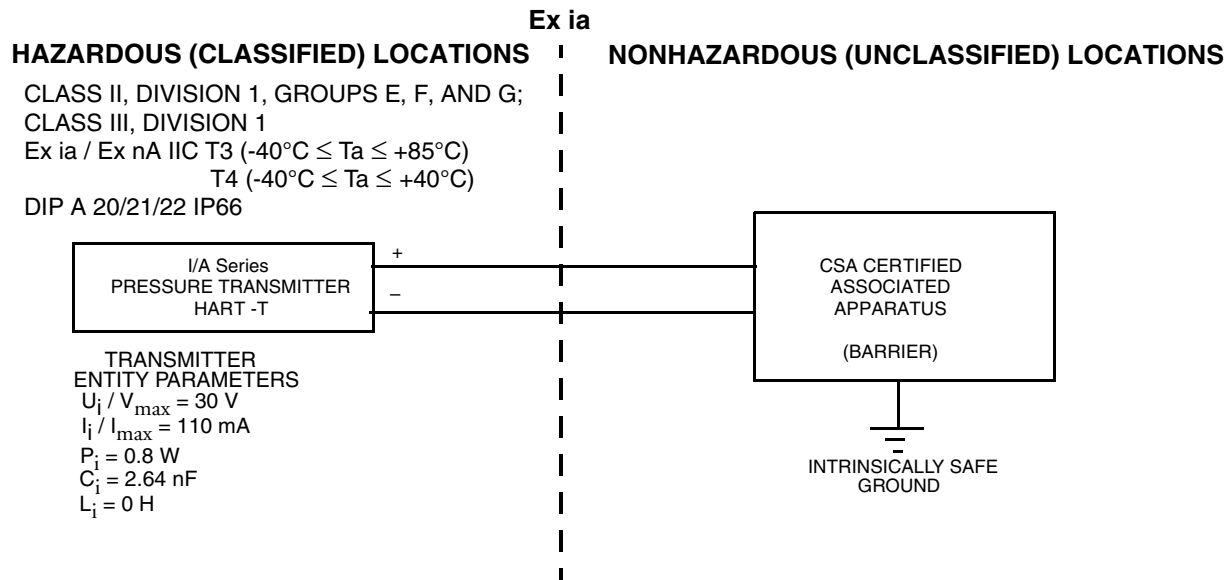 Ex ia
HAZARDOUS (CLASSIFIED) LOCATIONS
NONHAZARDOUS (UNCLASSIFIED) LOCATIONS
CLASS II, DIVISION 1, GROUPS E, F, AND G;
CLASS III, DIVISION 1
Ex ia / Ex nA IIC T3 (-40°C ≤ Ta ≤ +85°C)
T4 (-40°C ≤ Ta ≤ +40°C)
DIP A 20/21/22 IP66
I/A Series
PRESSURE TRANSMITTER
HART -T
+
–
CSA CERTIFIED
ASSOCIATED
APPARATUS
(BARRIER)
TRANSMITTER
ENTITY PARAMETERS
Ui / Vmax = 30 V
Ii / Imax = 110 mA
Pi = 0.8 W
Ci = 2.64 nF
Li = 0 H
INTRINSICALLY SAFE
GROUND